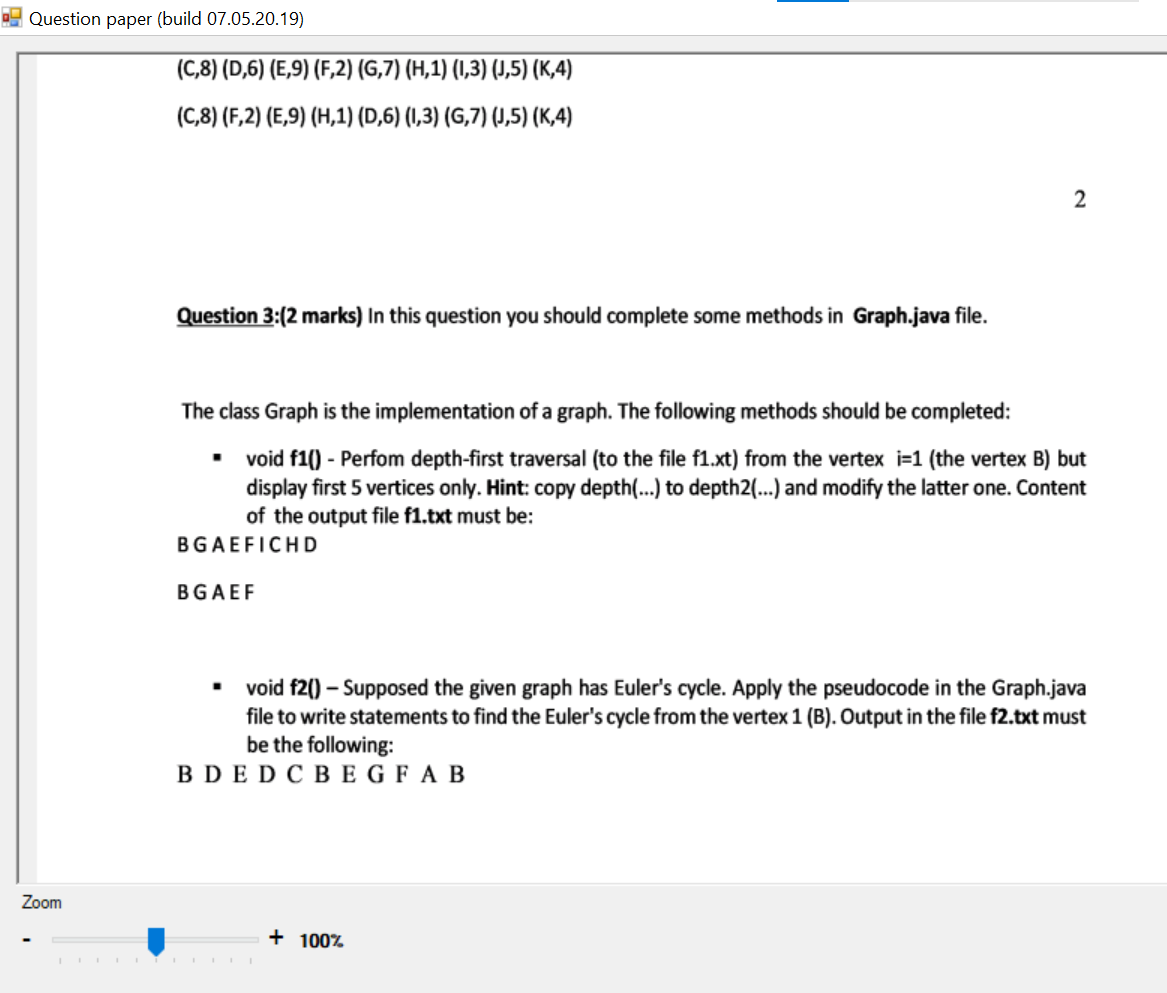 Question paper (build 07.05.20.19)
(C,8) (D,6) (E,9) (F,2) (G,7) (H,1) (I,3) (J,5) (K,4)
(C,8) (F,2) (E,9) (H,1) (D,6) (I,3) (G,7) (J,5) (K,4)
2
Question 3:(2 marks) In this question you should complete some methods in Graph.java file.
The class Graph is the implementation of a graph. The following methods should be completed:
▪ void f1() - Perfom depth-first traversal (to the file f1.xt) from the vertex i=1 (the vertex B) but
display first 5 vertices only. Hint: copy depth(...) to depth2(...) and modify the latter one. Content
of the output file f1.txt must be:
B G A E F I C H D
B G A E F
▪ void f2() – Supposed the given graph has Euler's cycle. Apply the pseudocode in the Graph.java
file to write statements to find the Euler's cycle from the vertex 1 (B). Output in the file f2.txt must
be the following:
B D E D C B E G F A B
Zoom
- + 100%